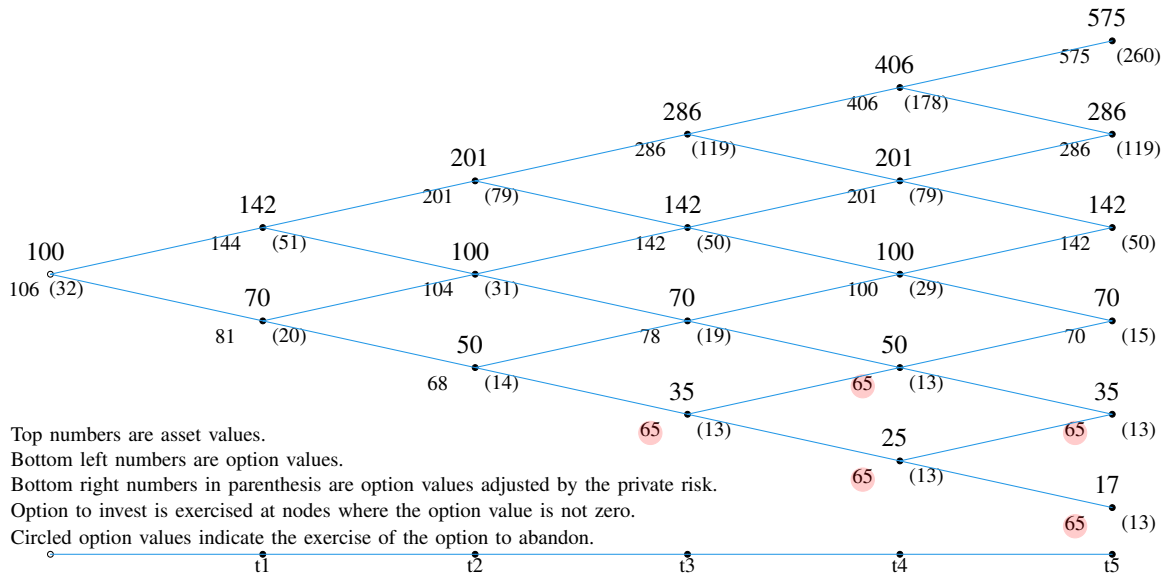 575
575 (260)
406
406 (178)
286 286
286 (119) 286 (119)
201 201
201 (79) 201 (79)
142 142 142
144 (51) 142 (50) 142 (50)
100 100 100
106 (32) 104 (31) 100 (29)
70 70 70
81 (20) 78 (19) 70 (15)
50 50
68 (14) 65 (13)
35 35
65 (13) 65 (13)
25
65 (13)
17
65 (13)
Top numbers are asset values.
Bottom left numbers are option values.
Bottom right numbers in parenthesis are option values adjusted by the private risk.
Option to invest is exercised at nodes where the option value is not zero.
Circled option values indicate the exercise of the option to abandon.
t1 t2 t3 t4 t5